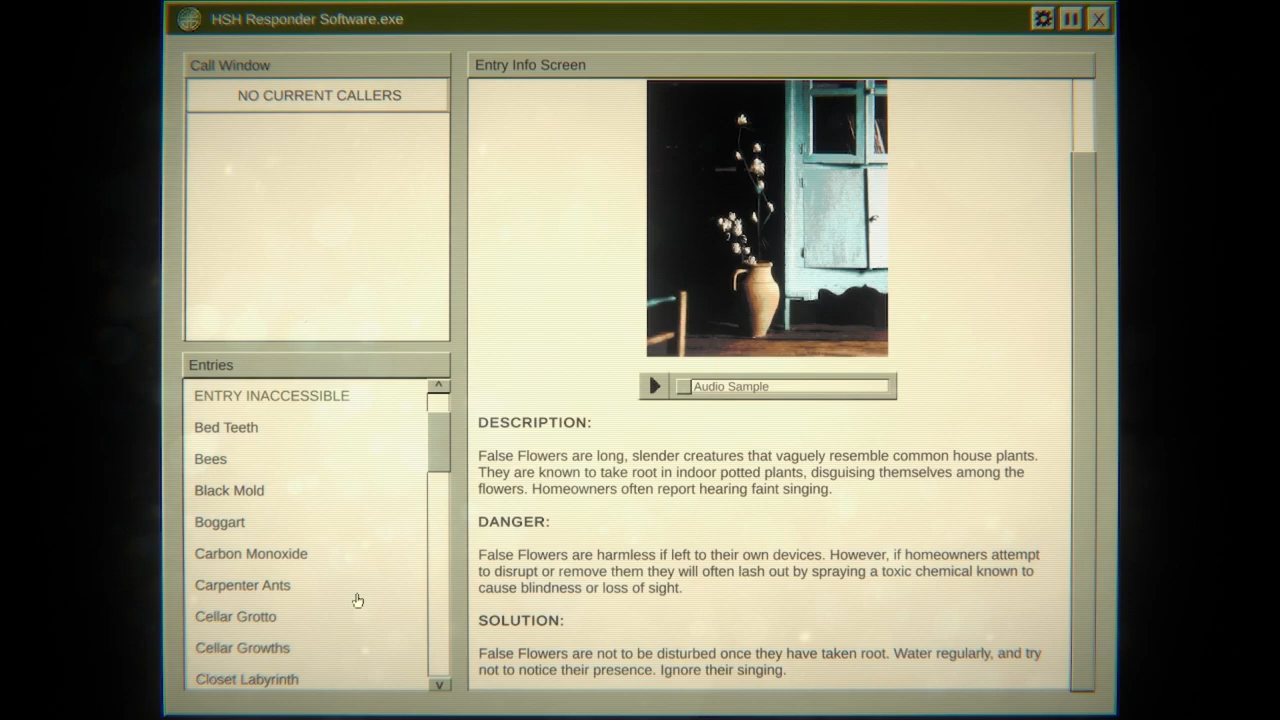 HSH Responder Software.exe
X
Call Window
NO CURRENT CALLERS
Entries
ENTRY INACCESSIBLE
Bed Teeth
Bees
Black Mold
Boggart
Carbon Monoxide
Carpenter Ants
Cellar Grotto
Cellar Growths
Closet Labyrinth
Entry Info Screen
Audio Sample
DESCRIPTION:
False Flowers are long, slender creatures that vaguely resemble common house plants.
They are known to take root in indoor potted plants, disguising themselves among the
flowers. Homeowners often report hearing faint singing.
DANGER:
False Flowers are harmless if left to their own devices. However, if homeowners attempt
to disrupt or remove them they will often lash out by spraying a toxic chemical known to
cause blindness or loss of sight.
SOLUTION:
False Flowers are not to be disturbed once they have taken root. Water regularly, and try
not to notice their presence. Ignore their singing.